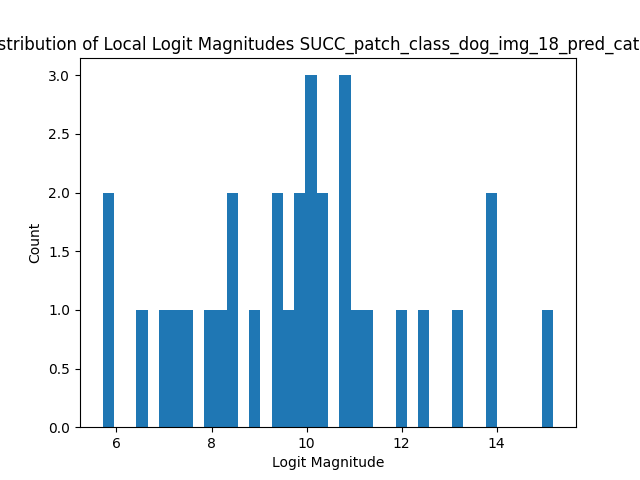 stribution of Local Logit Magnitudes SUCC_patch_class_dog_img_18_pred_cat
3.0
2.5
2.0
1.5
1.0
0.5
0.0
Count
6 8 10 12 14
Logit Magnitude